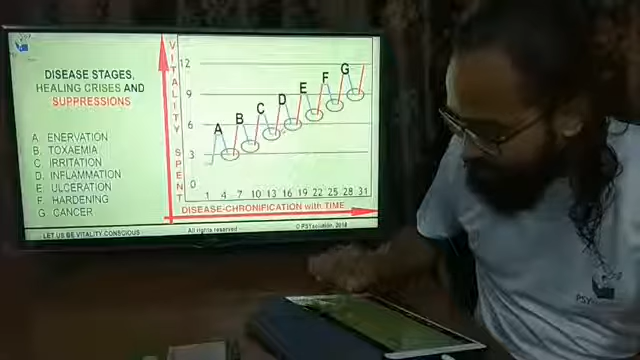 DISEASE STAGES,
HEALING CRISES AND
SUPPRESSIONS
A ENERVATION
B. TOXAEMIA
C IRRITATION
D. INFLAMMATION
E ULCERATION
F. HARDENING
G CANCER
VITALITY SPENT
12
9
6
3
0
A B C D E F G
1 4 7 10 13 16 19 22 25 28 31
DISEASE-CHRONIFICATION with TIME
LET US BE VITALITY CONSCIOUS
All rights reserved
© PSYsolution, 2018